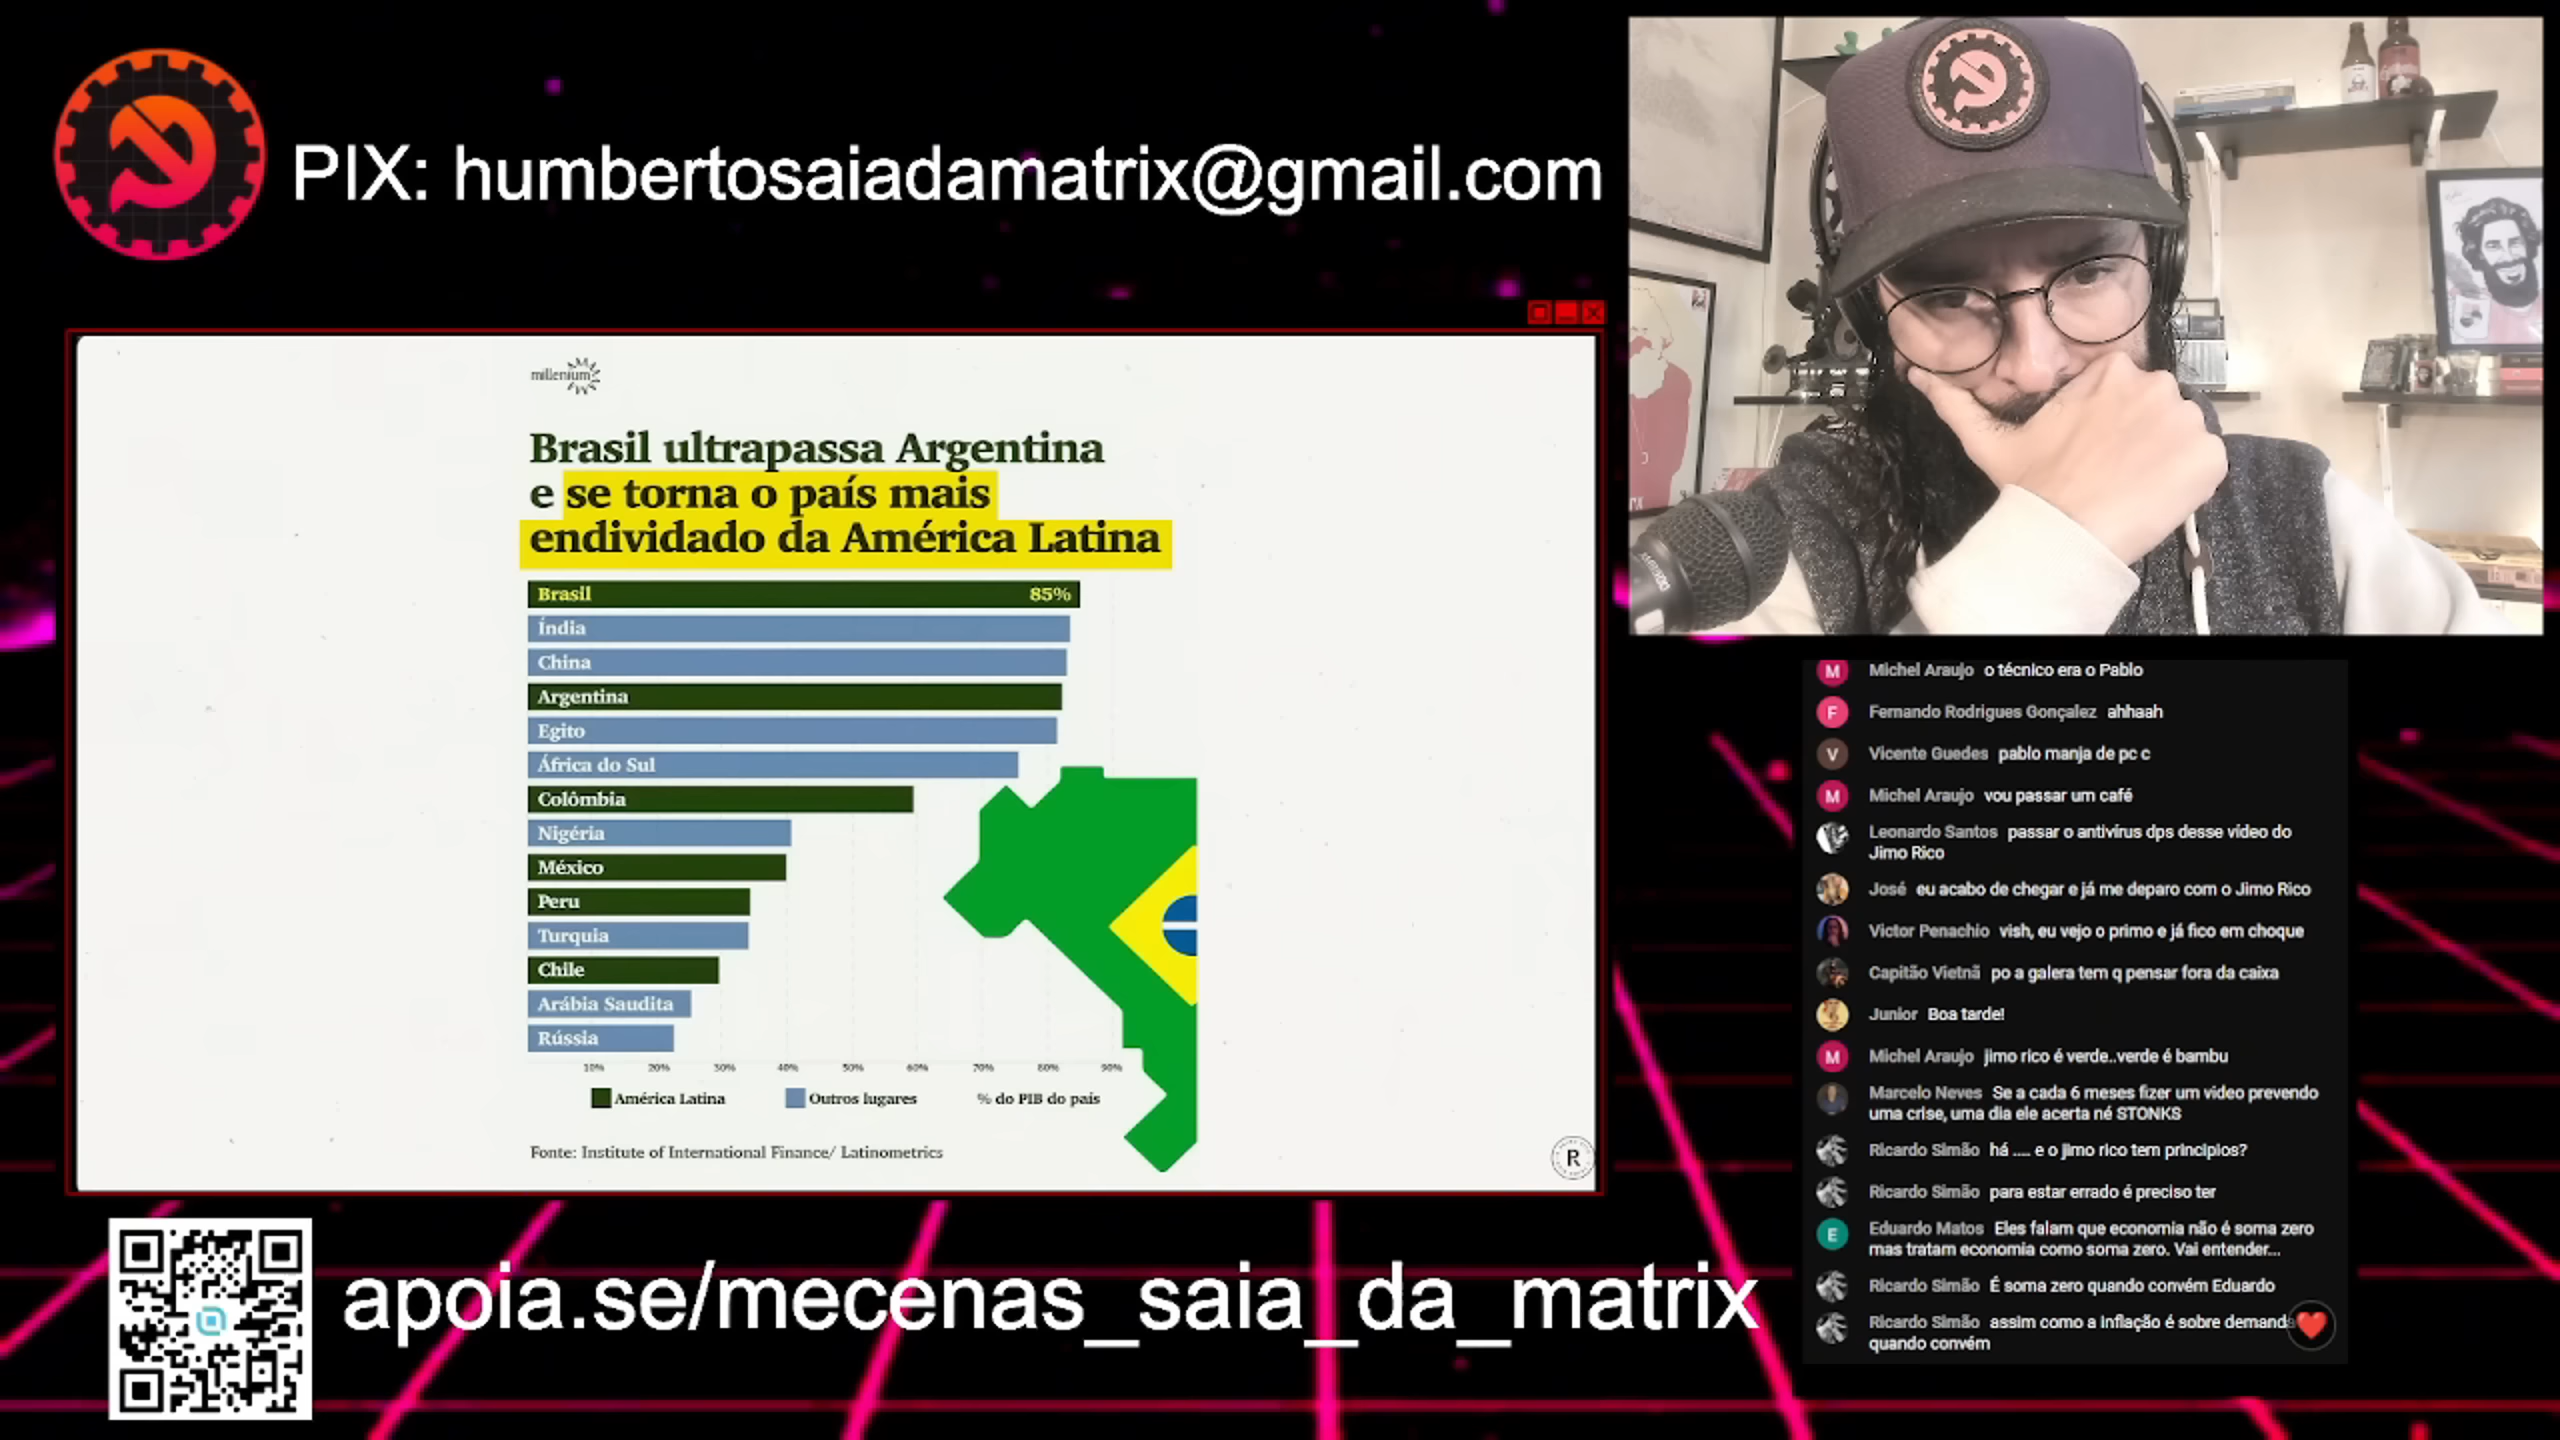 PIX: humbertosaiadamatrix@gmail.com
millenium
Brasil ultrapassa Argentina
e se torna o país mais
endividado da América Latina
Brasil 85%
Índia
China
Argentina
Egito
África do Sul
Colômbia
Nigéria
México
Peru
Turquia
Chile
Arábia Saudita
Rússia
10% 20% 30% 40% 50% 60% 70% 80% 90%
América Latina Outros lugares % do PIB do país
Fonte: Institute of International Finance/ Latinometrics
R
apoia.se/mecenas_saia_da_matrix
M Michel Araujo o técnico era o Pablo
F Fernando Rodrigues Gonçalez ahhaah
V Vicente Guedes pablo manja de pc c
M Michel Araujo vou passar um café
Leonardo Santos passar o antivírus dps desse video do
Jimo Rico
José eu acabo de chegar e já me deparo com o Jimo Rico
Victor Penachio vish, eu vejo o primo e já fico em choque
Capitão Vietnã po a galera tem q pensar fora da caixa
Junior Boa tarde!
M Michel Araujo jimo rico é verde..verde é bambu
Marcelo Neves Se a cada 6 meses fizer um video prevendo
uma crise, uma dia ele acerta né STONKS
Ricardo Simão há .... e o jimo rico tem principios?
Ricardo Simão para estar errado é preciso ter
E Eduardo Matos Eles falam que economia não é soma zero
mas tratam economia como soma zero. Vai entender...
Ricardo Simão É soma zero quando convém Eduardo
Ricardo Simão assim como a inflação é sobre demanda
quando convém